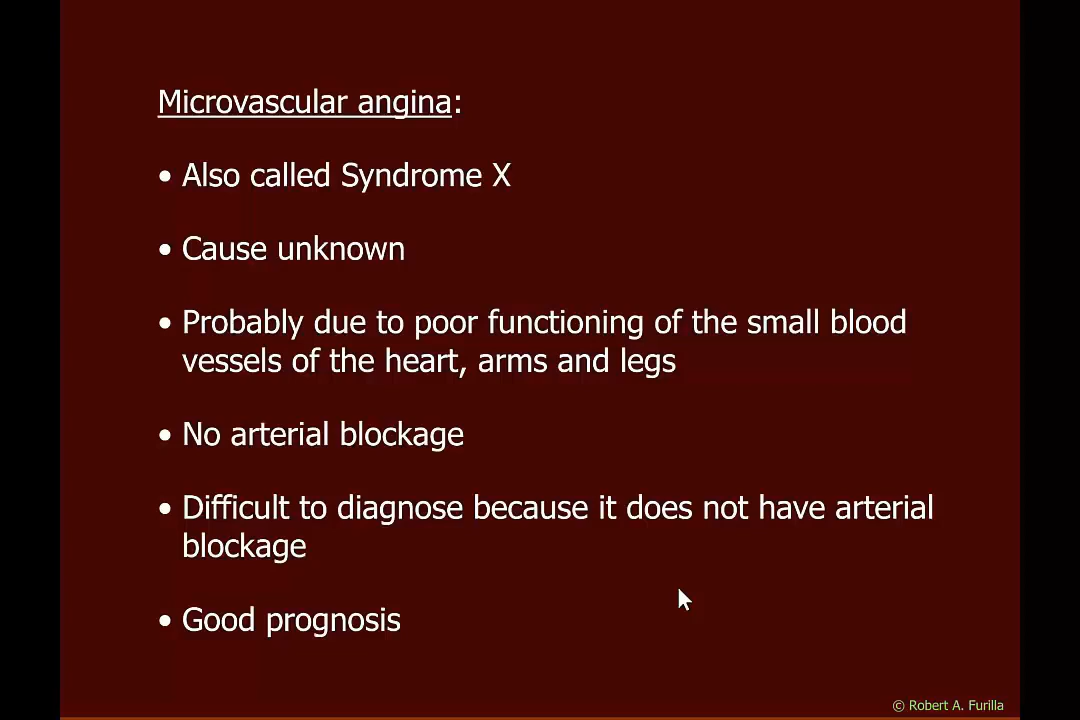 Microvascular angina:
• Also called Syndrome X
• Cause unknown
• Probably due to poor functioning of the small blood
vessels of the heart, arms and legs
• No arterial blockage
• Difficult to diagnose because it does not have arterial
blockage
• Good prognosis
© Robert A. Furilla